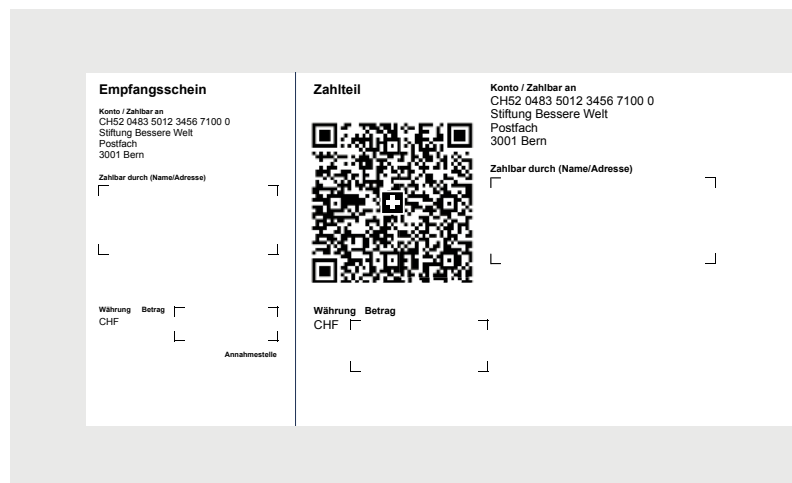 Empfangsschein
Konto / Zahlbar an
CH52 0483 5012 3456 7100 0
Stiftung Bessere Welt
Postfach
3001 Bern
Zahlbar durch (Name/Adresse)
Währung Betrag
CHF
Annahmestelle
Zahlteil
Währung Betrag
CHF
Konto / Zahlbar an
CH52 0483 5012 3456 7100 0
Stiftung Bessere Welt
Postfach
3001 Bern
Zahlbar durch (Name/Adresse)